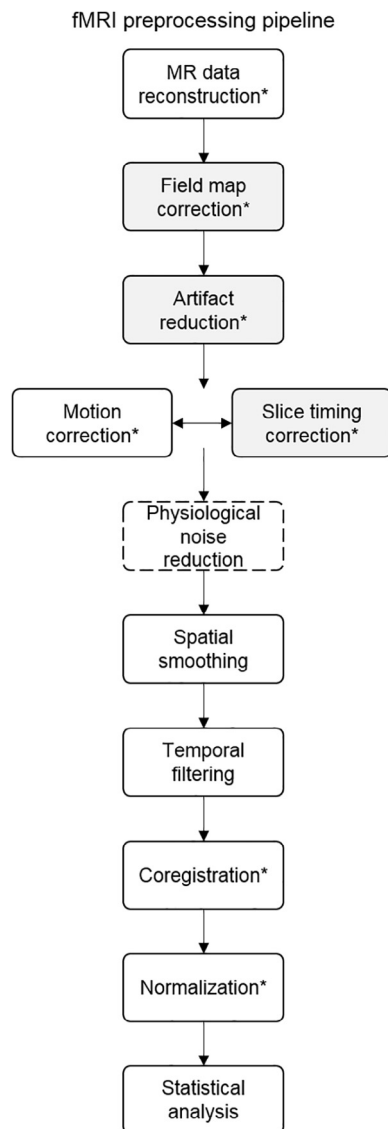 fMRI preprocessing pipeline
MR data
reconstruction*
Field map
correction*
Artifact
reduction*
Motion
correction*
Slice timing
correction*
Physiological
noise
reduction
Spatial
smoothing
Temporal
filtering
Coregistration*
Normalization*
Statistical
analysis